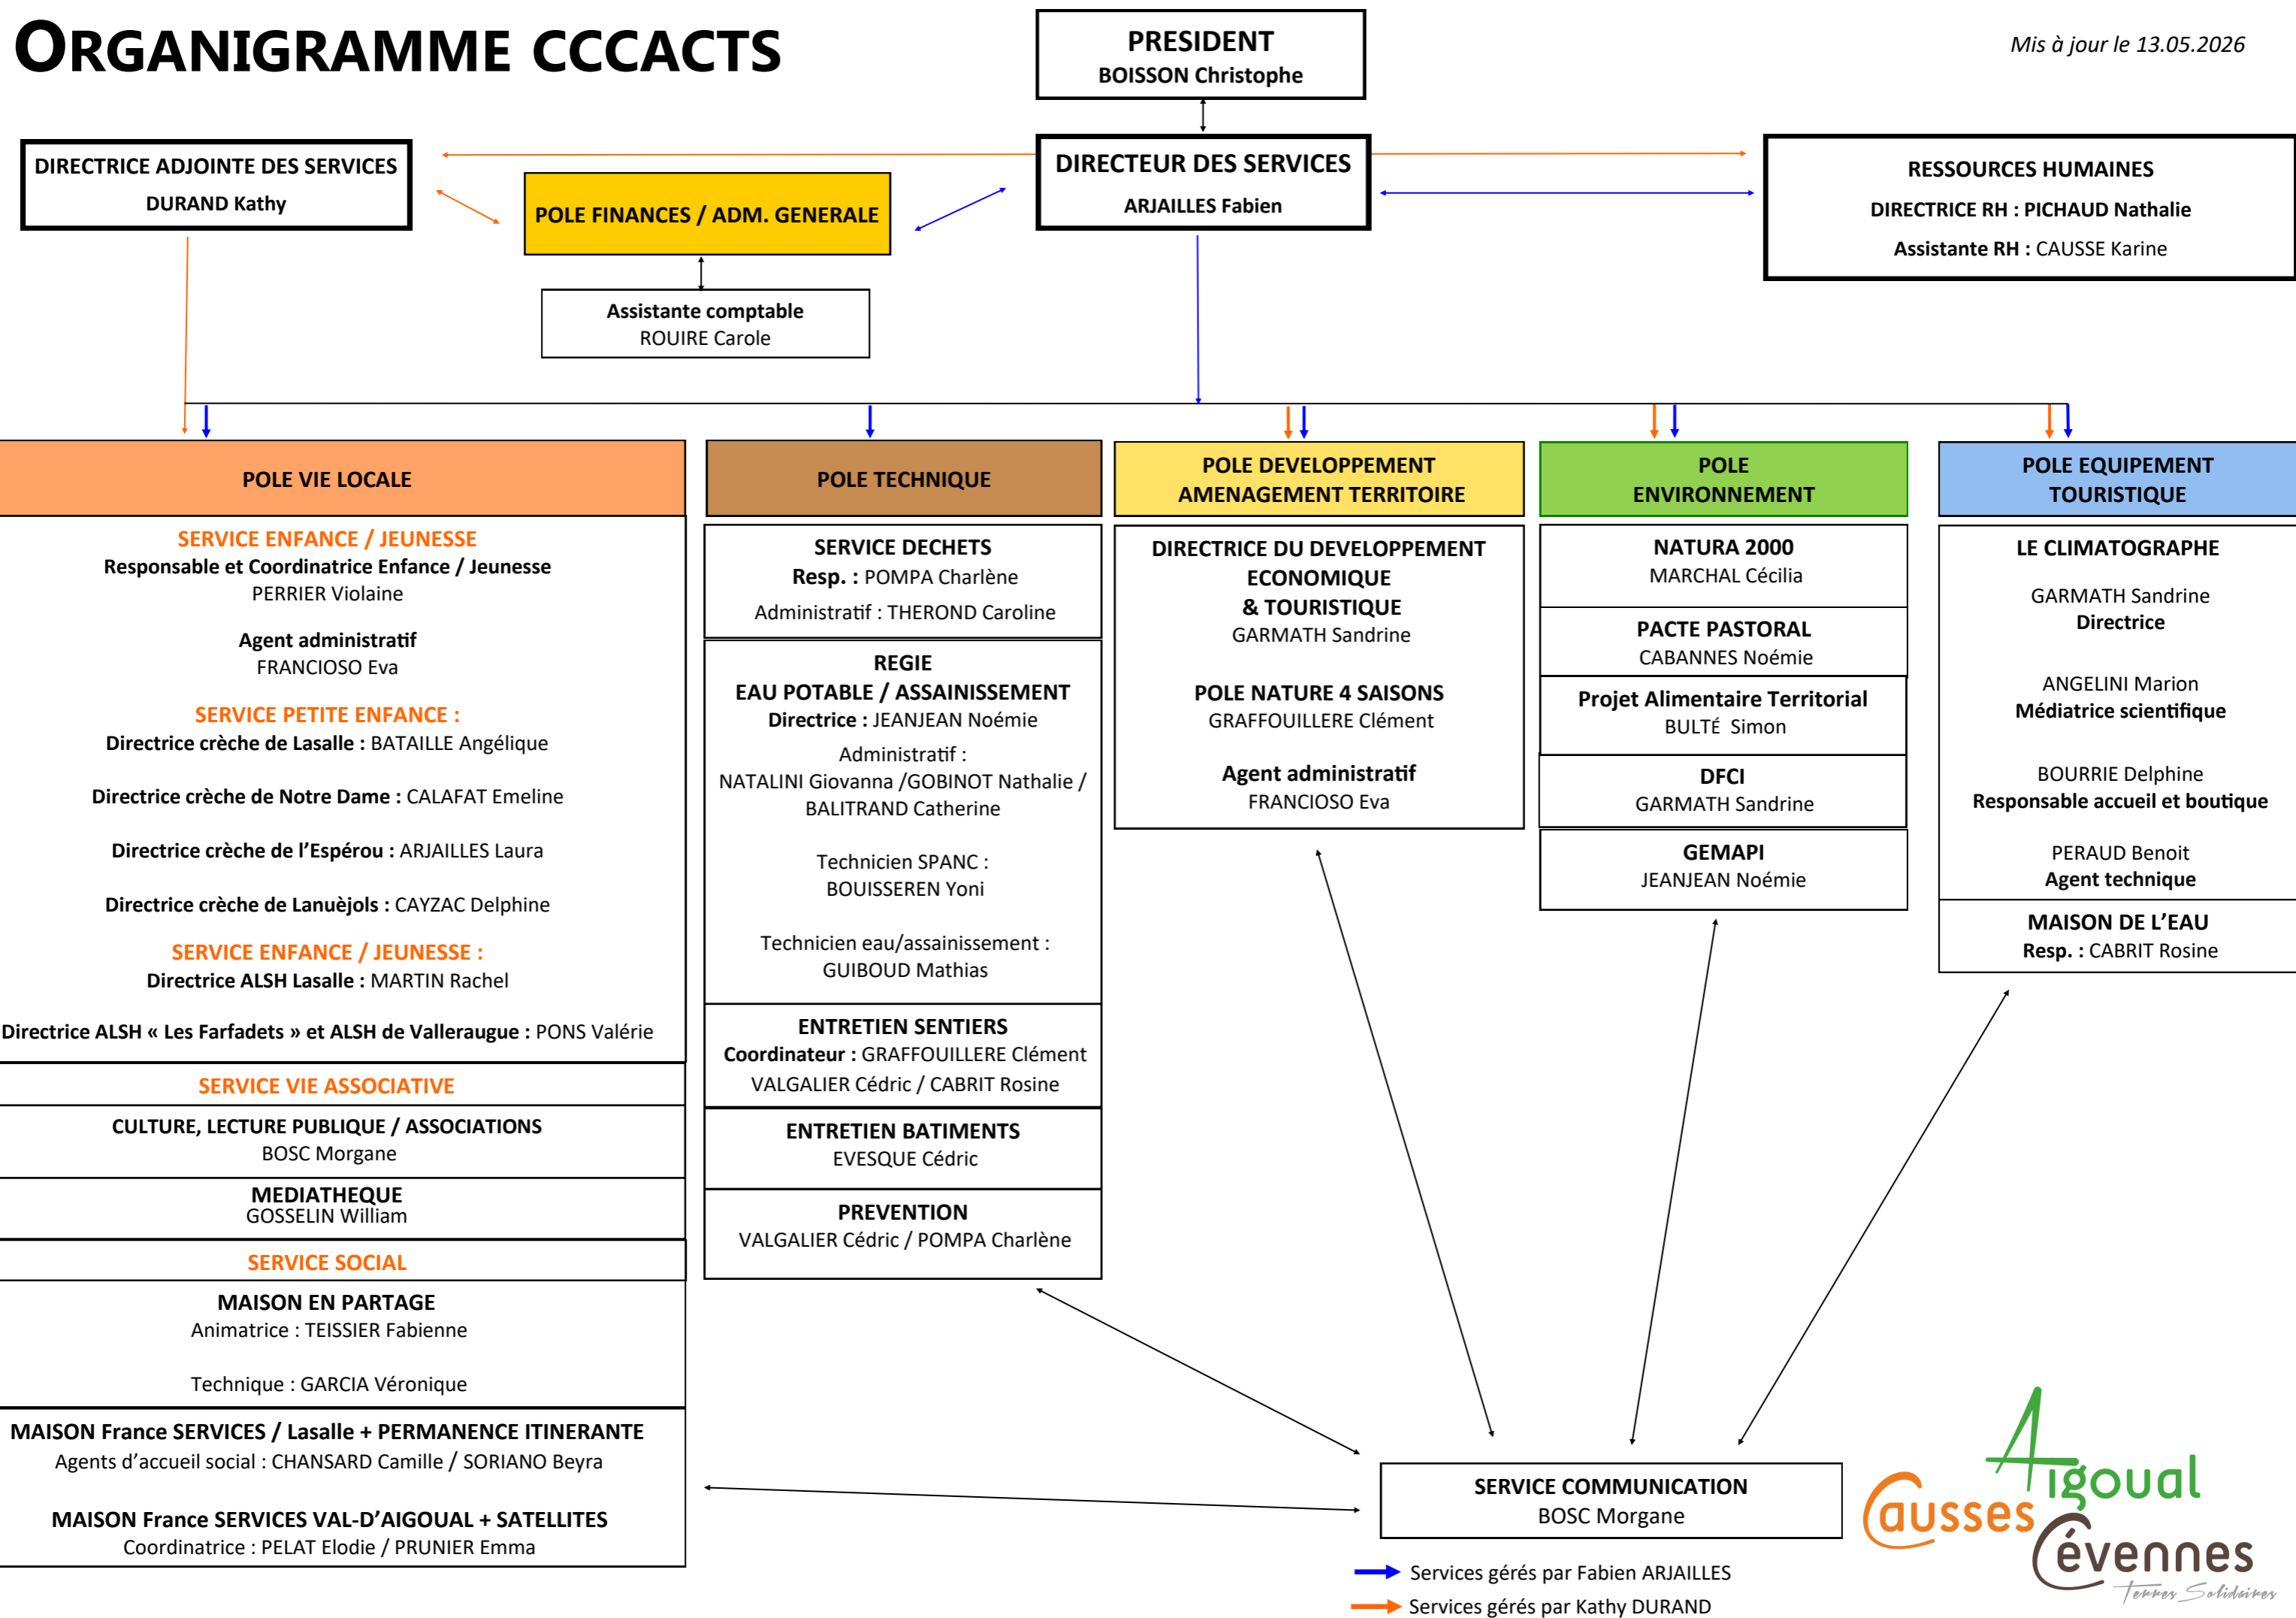 ORGANIGRAMME CCCACTS
PRESIDENT
BOISSON Christophe
Mis à jour le 13.05.2026
DIRECTRICE ADJOINTE DES SERVICES
DURAND Kathy
POLE FINANCES / ADM. GENERALE
Assistante comptable
ROUIRE Carole
DIRECTEUR DES SERVICES
ARJAILLES Fabien
RESSOURCES HUMAINES
DIRECTRICE RH : PICHAUD Nathalie
Assistante RH : CAUSSE Karine
POLE VIE LOCALE
SERVICE ENFANCE / JEUNESSE
Responsable et Coordinatrice Enfance / Jeunesse
PERRIER Violaine
Agent administratif
FRANCIOSO Eva
SERVICE PETITE ENFANCE :
Directrice crèche de Lasalle : BATAILLE Angélique
Directrice crèche de Notre Dame : CALAFAT Emeline
Directrice crèche de l’Espérou : ARJAILLES Laura
Directrice crèche de Lanuèjols : CAYZAC Delphine
SERVICE ENFANCE / JEUNESSE :
Directrice ALSH Lasalle : MARTIN Rachel
Directrice ALSH « Les Farfadets » et ALSH de Valleraugue : PONS Valérie
SERVICE VIE ASSOCIATIVE
CULTURE, LECTURE PUBLIQUE / ASSOCIATIONS
BOSC Morgane
MEDIATHEQUE
GOSSELIN William
SERVICE SOCIAL
MAISON EN PARTAGE
Animatrice : TEISSIER Fabienne
Technique : GARCIA Véronique
MAISON France SERVICES / Lasalle + PERMANENCE ITINERANTE
Agents d’accueil social : CHANSARD Camille / SORIANO Beyra
MAISON France SERVICES VAL-D’AIGOUAL + SATELLITES
Coordinatrice : PELAT Elodie / PRUNIER Emma
POLE TECHNIQUE
SERVICE DECHETS
Resp. : POMPA Charlène
Administratif : THEROND Caroline
REGIE
EAU POTABLE / ASSAINISSEMENT
Directrice : JEANJEAN Noémie
Administratif :
NATALINI Giovanna /GOBINOT Nathalie /
BALITRAND Catherine
Technicien SPANC :
BOUISSEREN Yoni
Technicien eau/assainissement :
GUIBOUD Mathias
ENTRETIEN SENTIERS
Coordinateur : GRAFFOUILLERE Clément
VALGALIER Cédric / CABRIT Rosine
ENTRETIEN BATIMENTS
EVESQUE Cédric
PREVENTION
VALGALIER Cédric / POMPA Charlène
POLE DEVELOPPEMENT
AMENAGEMENT TERRITOIRE
DIRECTRICE DU DEVELOPPEMENT
ECONOMIQUE
& TOURISTIQUE
GARMATH Sandrine
POLE NATURE 4 SAISONS
GRAFFOUILLERE Clément
Agent administratif
FRANCIOSO Eva
POLE
ENVIRONNEMENT
NATURA 2000
MARCHAL Cécilia
PACTE PASTORAL
CABANNES Noémie
Projet Alimentaire Territorial
BULTÉ Simon
DFCI
GARMATH Sandrine
GEMAPI
JEANJEAN Noémie
POLE EQUIPEMENT
TOURISTIQUE
LE CLIMATOGRAPHE
GARMATH Sandrine
Directrice
ANGELINI Marion
Médiatrice scientifique
BOURRIE Delphine
Responsable accueil et boutique
PERAUD Benoit
Agent technique
MAISON DE L’EAU
Resp. : CABRIT Rosine
SERVICE COMMUNICATION
BOSC Morgane
Services gérés par Fabien ARJAILLES
Services gérés par Kathy DURAND
Aigoual
Causses
Cévennes
Terres Solidaires